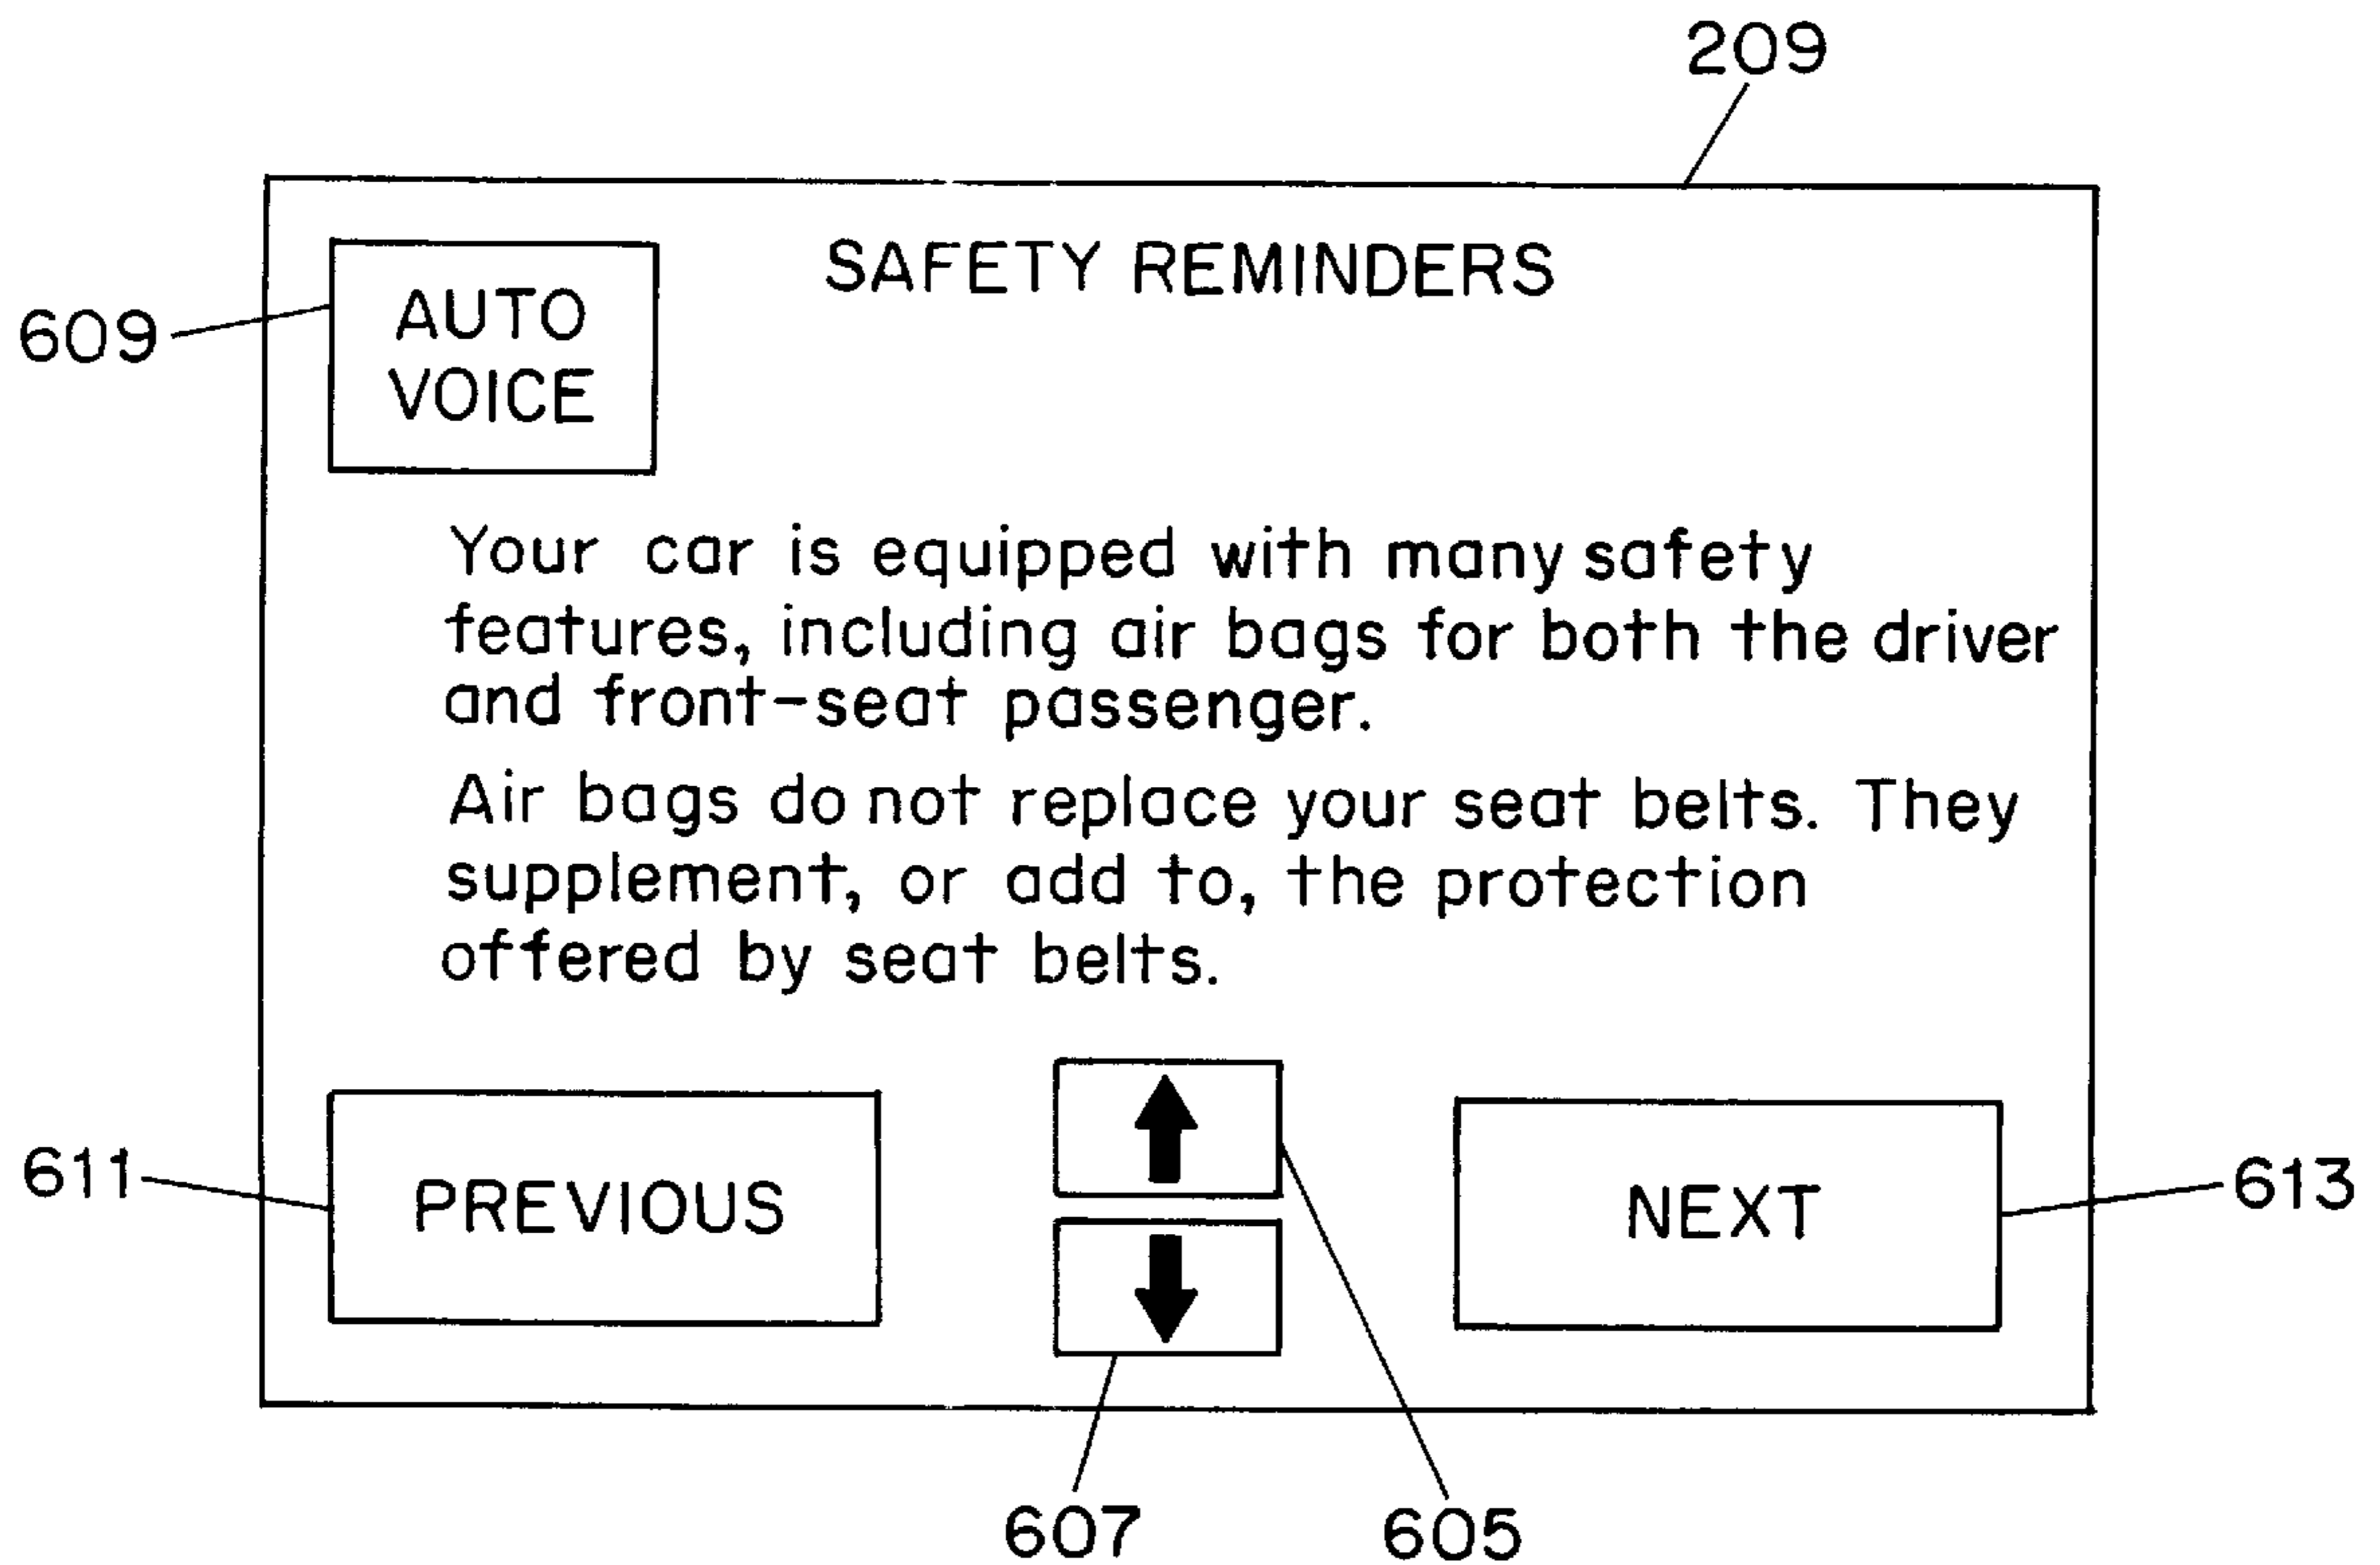 209
SAFETY REMINDERS
609
AUTO
VOICE
Your car is equipped with many safety
features, including air bags for both the driver
and front-seat passenger.
Air bags do not replace your seat belts. They
supplement, or add to, the protection
offered by seat belts.
611
PREVIOUS
NEXT
613
607
605